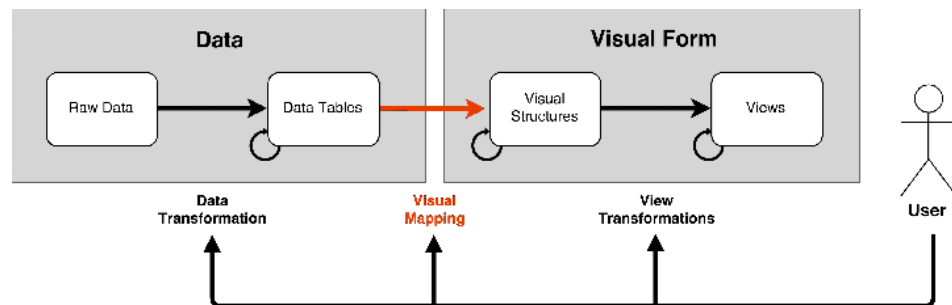 Data
Visual Form
Raw Data
Data Tables
Visual
Structures
Views
Data
Transformation
Visual
Mapping
View
Transformations
User